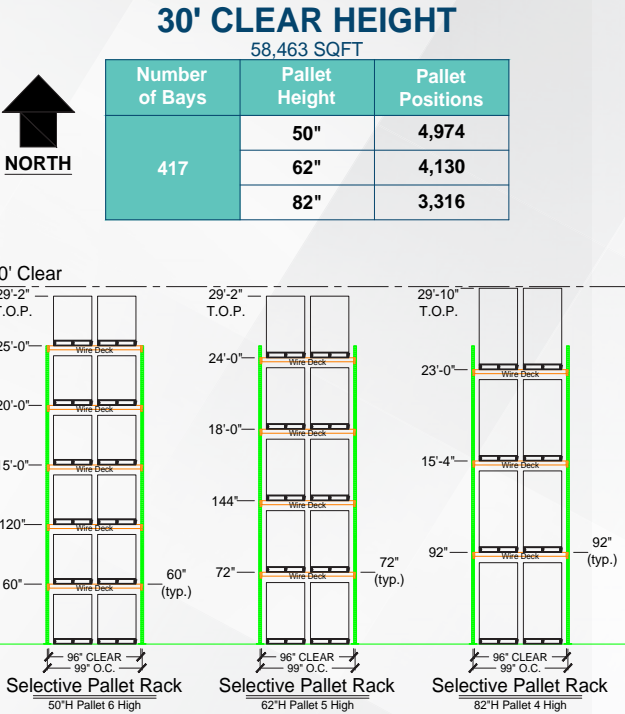 30' CLEAR HEIGHT
58,463 SQFT
Number of Bays
Pallet Height
Pallet Positions
417
50" 4,974
62" 4,130
82" 3,316
NORTH
0' Clear
29'-2"
T.O.P.
25'-0"
20'-0"
15'-0"
120"
60"
Wire Deck
Wire Deck
Wire Deck
Wire Deck
Wire Deck
60"
(typ.)
96" CLEAR
99" O.C.
Selective Pallet Rack
50"H Pallet 6 High
29'-2"
T.O.P.
24'-0"
18'-0"
144"
72"
Wire Deck
Wire Deck
Wire Deck
Wire Deck
72"
(typ.)
96" CLEAR
99" O.C.
Selective Pallet Rack
62"H Pallet 5 High
29'-10"
T.O.P.
23'-0"
15'-4"
92"
Wire Deck
Wire Deck
Wire Deck
92"
(typ.)
96" CLEAR
99" O.C.
Selective Pallet Rack
82"H Pallet 4 High